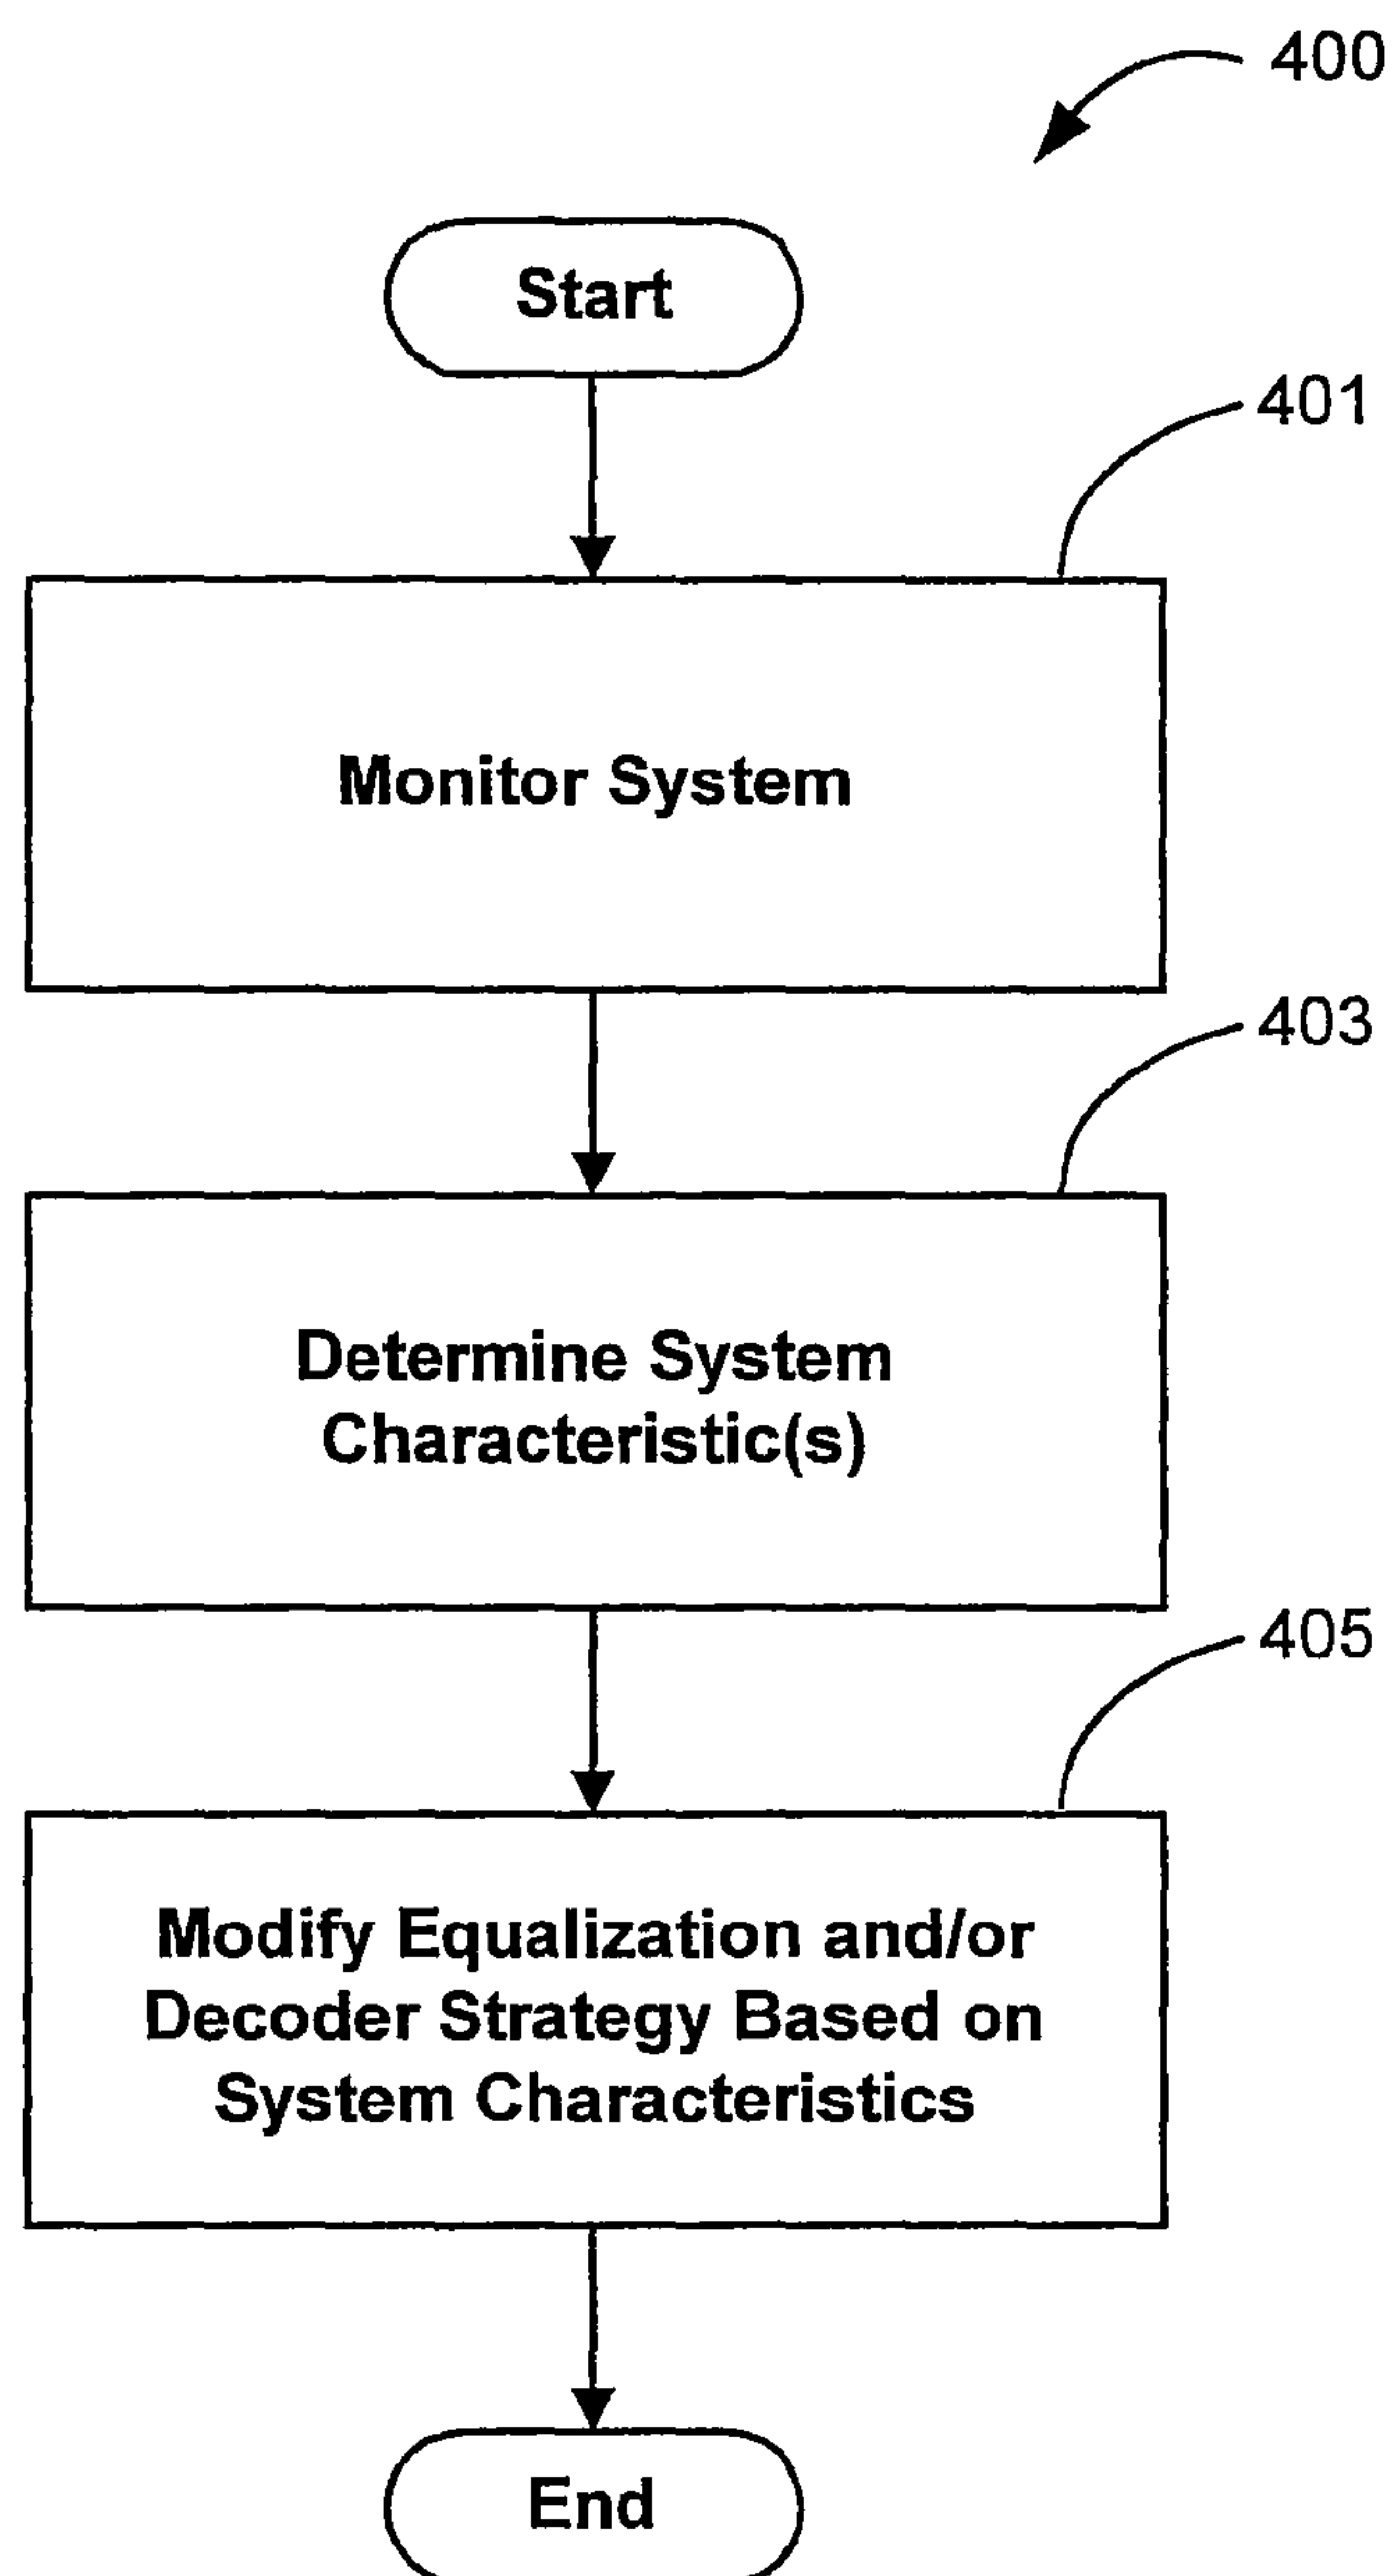 400
Start
401
Monitor System
403
Determine System
Characteristic(s)
405
Modify Equalization and/or
Decoder Strategy Based on
System Characteristics
End